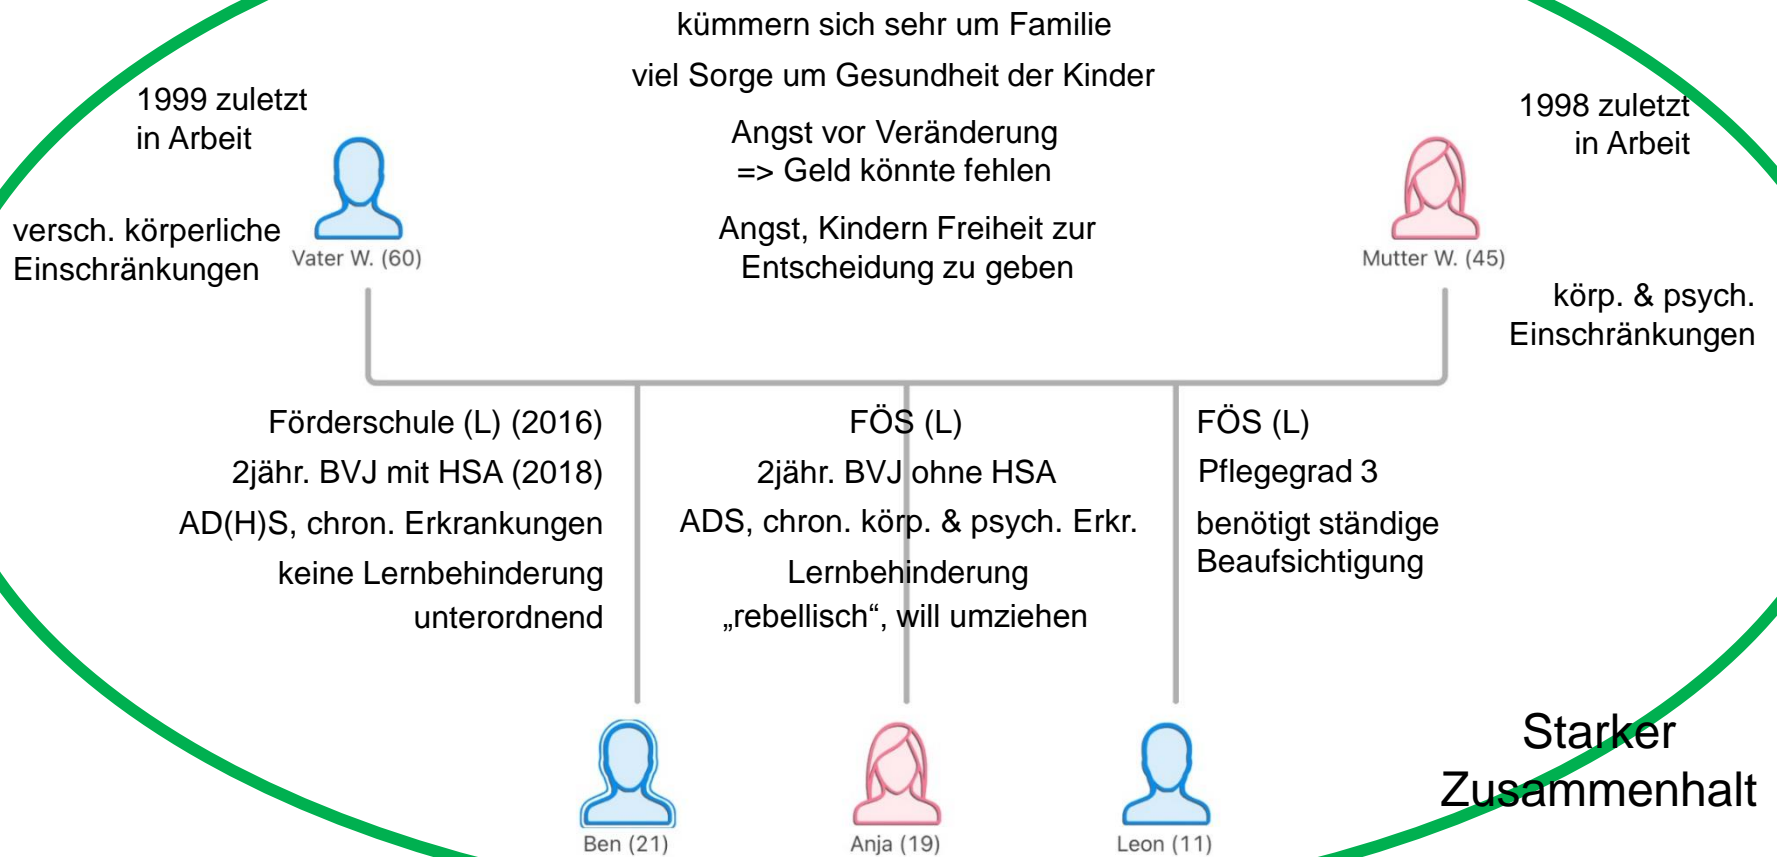 kümmern sich sehr um Familie
viel Sorge um Gesundheit der Kinder
Angst vor Veränderung
=> Geld könnte fehlen
Angst, Kindern Freiheit zur
Entscheidung zu geben
1999 zuletzt
in Arbeit
versch. körperliche
Einschränkungen
Vater W. (60)
1998 zuletzt
in Arbeit
Mutter W. (45)
körp. & psych.
Einschränkungen
Förderschule (L) (2016)
2jähr. BVJ mit HSA (2018)
AD(H)S, chron. Erkrankungen
keine Lernbehinderung
unterordnend
Ben (21)
FÖS (L)
2jähr. BVJ ohne HSA
ADS, chron. körp. & psych. Erkr.
Lernbehinderung
„rebellisch“, will umziehen
Anja (19)
FÖS (L)
Pflegegrad 3
benötigt ständige
Beaufsichtigung
Leon (11)
Starker
Zusammenhalt